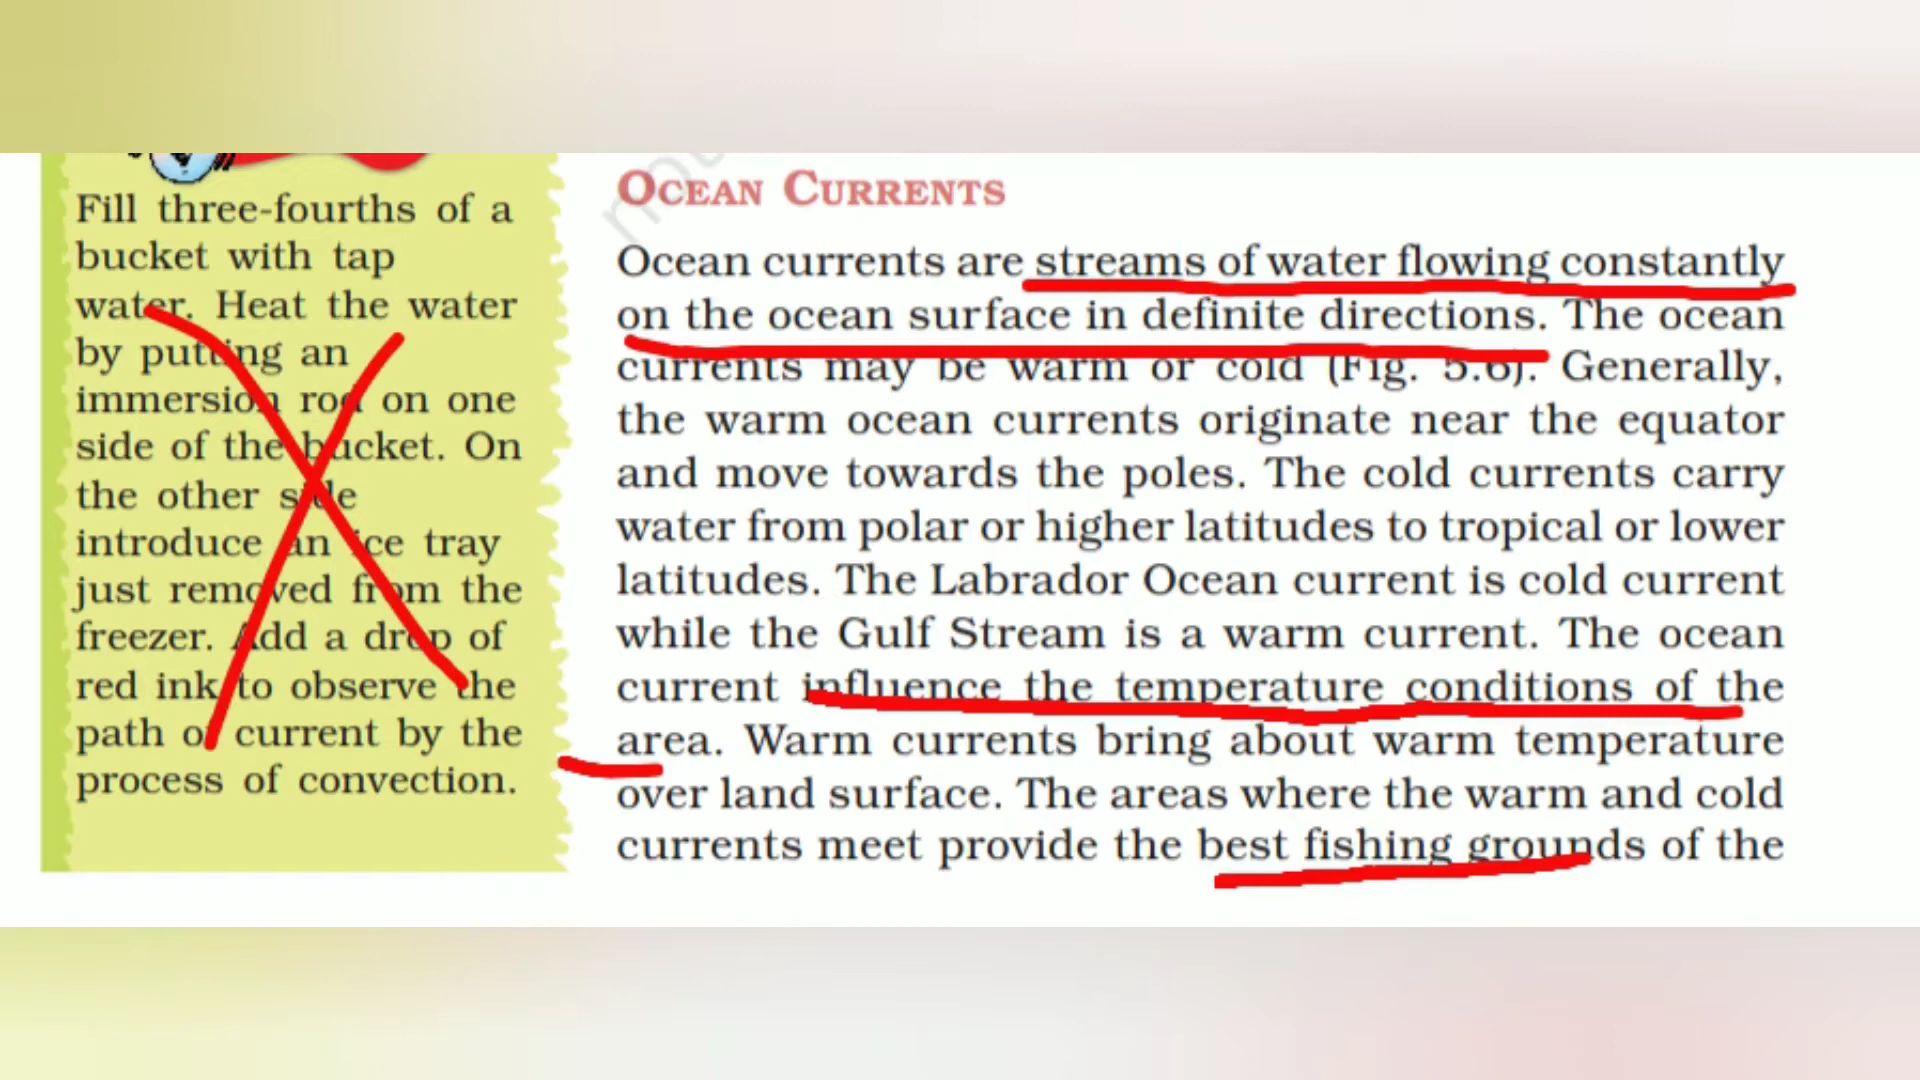 Fill three-fourths of a
bucket with tap
water. Heat the water
by putting an
immersion rod on one
side of the bucket. On
the other side
introduce an ice tray
just removed from the
freezer. Add a drop of
red ink to observe the
path of current by the
process of convection.
OCEAN CURRENTS
Ocean currents are streams of water flowing constantly
on the ocean surface in definite directions. The ocean
currents may be warm or cold (Fig. 5.6). Generally,
the warm ocean currents originate near the equator
and move towards the poles. The cold currents carry
water from polar or higher latitudes to tropical or lower
latitudes. The Labrador Ocean current is cold current
while the Gulf Stream is a warm current. The ocean
current influence the temperature conditions of the
area. Warm currents bring about warm temperature
over land surface. The areas where the warm and cold
currents meet provide the best fishing grounds of the